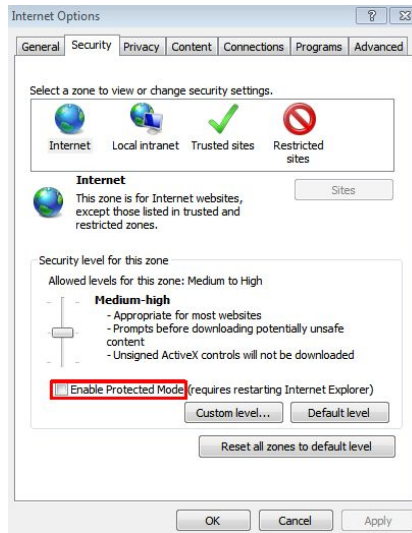 Internet Options
General Security Privacy Content Connections Programs Advanced
Select a zone to view or change security settings.
Internet Local intranet Trusted sites Restricted sites
Internet
This zone is for Internet websites,
except those listed in trusted and
restricted zones.
Sites
Security level for this zone
Allowed levels for this zone: Medium to High
Medium-high
- Appropriate for most websites
- Prompts before downloading potentially unsafe
content
- Unsigned ActiveX controls will not be downloaded
Enable Protected Mode (requires restarting Internet Explorer)
Custom level... Default level
Reset all zones to default level
OK Cancel Apply